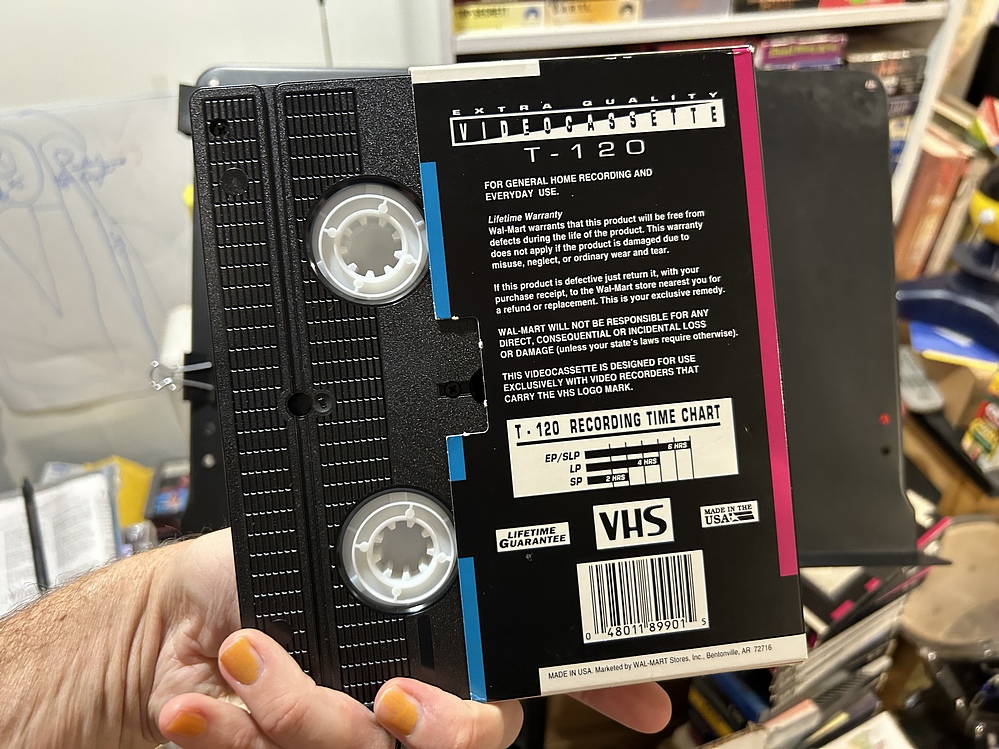 EXTRA QUALITY
VIDEOCASSETTE
T-120
FOR GENERAL HOME RECORDING AND
EVERYDAY USE.
Lifetime Warranty
Wal-Mart warrants that this product will be free from
defects during the life of the product. This warranty
does not apply if the product is damaged due to
misuse, neglect, or ordinary wear and tear.
If this product is defective just return it, with your
purchase receipt, to the Wal-Mart store nearest you for
a refund or replacement. This is your exclusive remedy.
WAL-MART WILL NOT BE RESPONSIBLE FOR ANY
DIRECT, CONSEQUENTIAL OR INCIDENTAL LOSS
OR DAMAGE (unless your state's laws require otherwise).
THIS VIDEOCASSETTE IS DESIGNED FOR USE
EXCLUSIVELY WITH VIDEO RECORDERS THAT
CARRY THE VHS LOGO MARK.
T-120 RECORDING TIME CHART
EP/SLP 6 HRS
LP 4 HRS
SP 2 HRS
LIFETIME
GUARANTEE
VHS
MADE IN THE
USA
0 48011 89901 5
MADE IN USA. Marketed by WAL-MART Stores, Inc., Bentonville, AR 72716